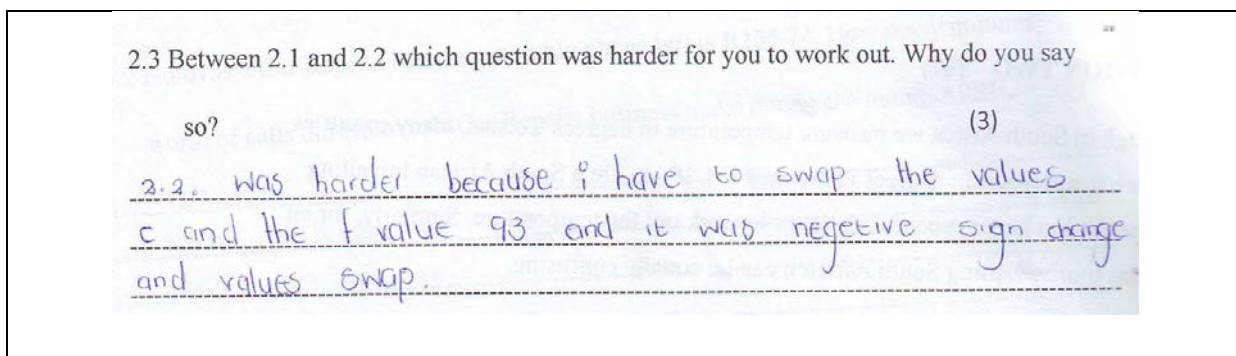 2.3 Between 2.1 and 2.2 which question was harder for you to work out. Why do you say
so? (3)
2.2. was harder because i have to swap the values
c and the f value 93 and it was negetive sign change
and values swap.